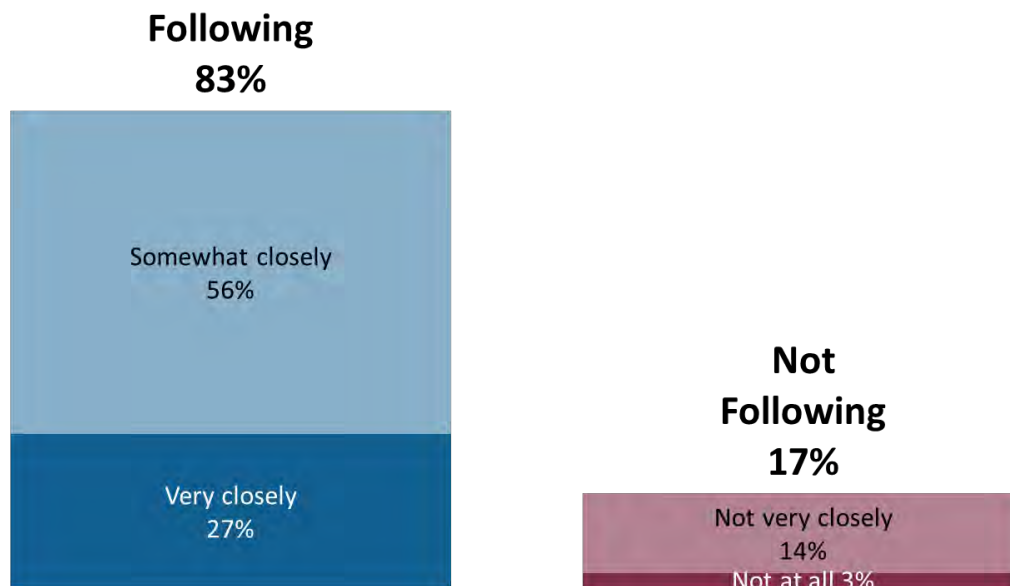 Following
83%
Somewhat closely
56%
Very closely
27%
Not
Following
17%
Not very closely
14%
Not at all 3%